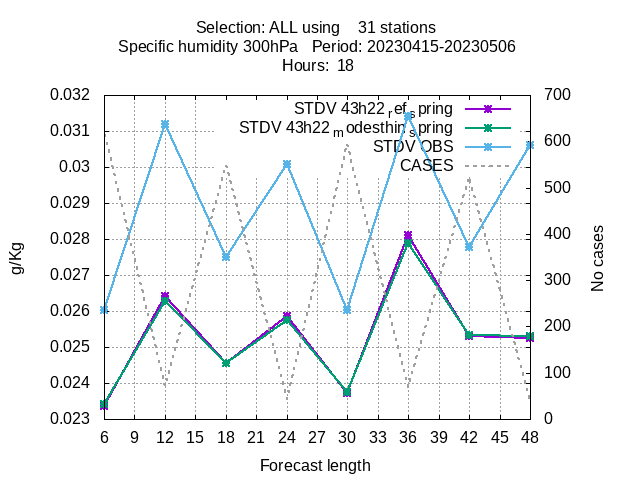 Selection: ALL using 31 stations
Specific humidity 300hPa Period: 20230415-20230506
Hours: 18
0.032
0.031
0.03
0.029
0.028
0.027
0.026
0.025
0.024
0.023
g/Kg
STDV 43h22_ref_spring
STDV 43h22_modesthin_spring
STDV OBS
CASES
700
600
500
400
300
200
100
0
No cases
6 9 12 15 18 21 24 27 30 33 36 39 42 45 48
Forecast length